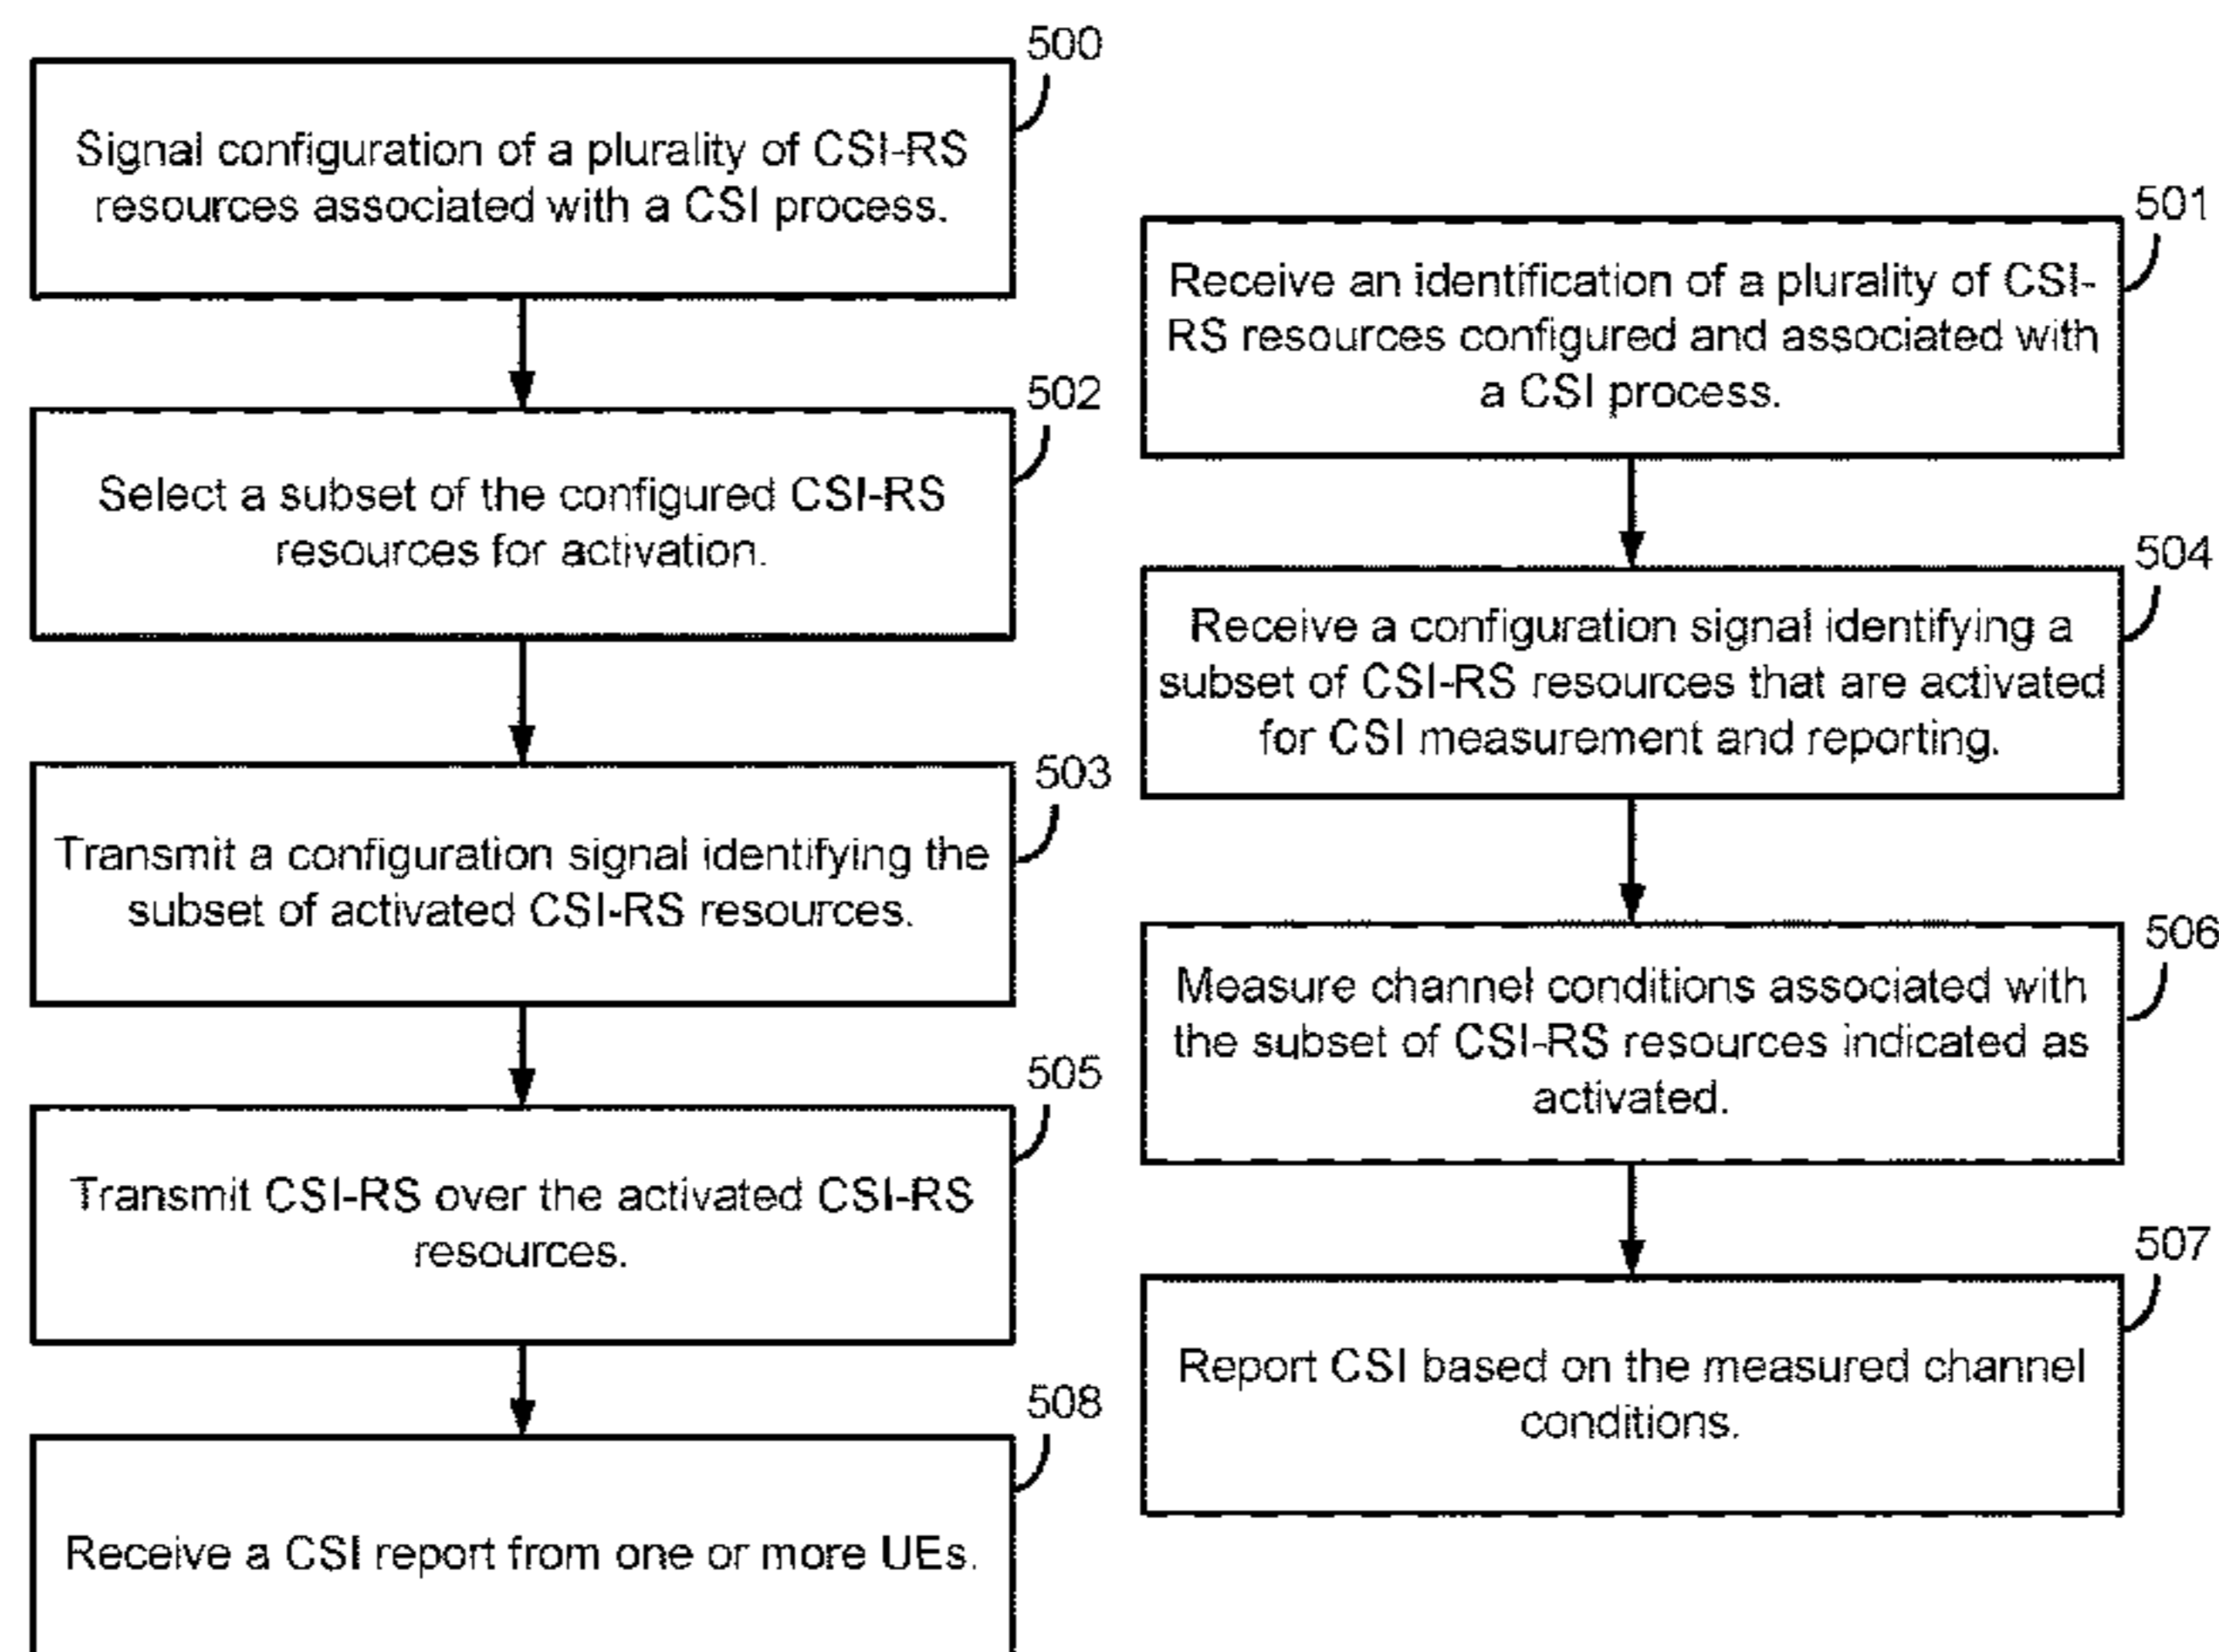 500
Signal configuration of a plurality of CSI-RS
resources associated with a CSI process.
502
Select a subset of the configured CSI-RS
resources for activation.
503
Transmit a configuration signal identifying the
subset of activated CSI-RS resources.
505
Transmit CSI-RS over the activated CSI-RS
resources.
508
Receive a CSI report from one or more UEs.
501
Receive an identification of a plurality of CSI-
RS resources configured and associated with
a CSI process.
504
Receive a configuration signal identifying a
subset of CSI-RS resources that are activated
for CSI measurement and reporting.
506
Measure channel conditions associated with
the subset of CSI-RS resources indicated as
activated.
507
Report CSI based on the measured channel
conditions.